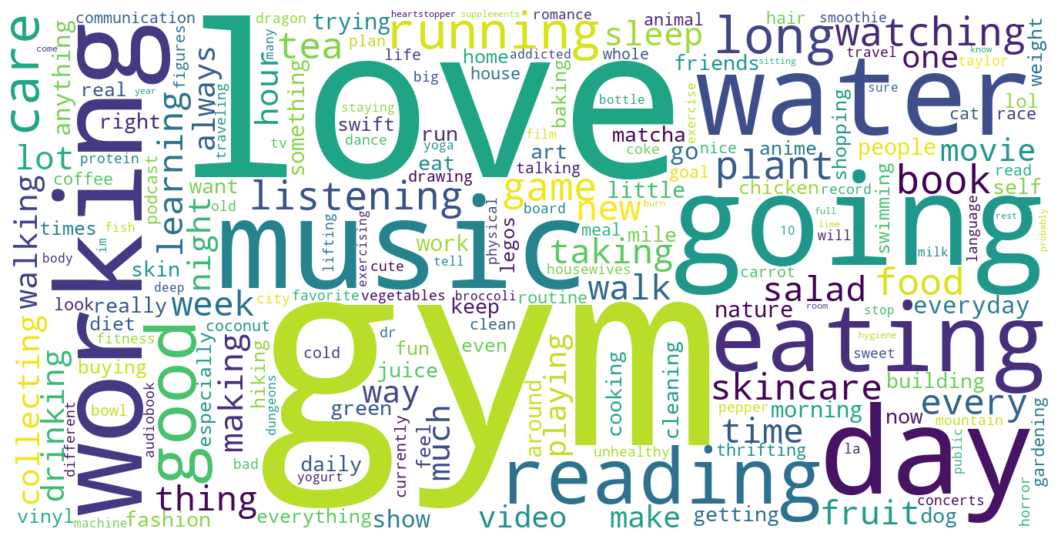 communication
heartstopper
supplements
romance
dragon
trying
running
sleep
animal
hair
smoothie
come
many
tea
plan
life
home
addicted
whole
long
watching
friends
travel
know
taylor
weight
care
anything
real
figures
year
right
always
hour
something
big
house
baking
one
sitting
sure
lol
working
love
water
traveling
staying
bottle
swift
dance
run
film
exercise
matcha
cat
race
tv
yoga
art
talking
coke
nice
go
shopping
people
movie
lot
learning
eat
drawing
goal
anime
plant
coffee
protein
podcast
want
listening
game
little
book
read
self
walking
old
night
music
board
burn
new
chicken
record
swimming
times
fish
im
lifting
exercising
work
tell
physical
legos
meal
mile
taking
going
full
lime
rest
10
will
language
probably
body
skin
deep
cute
housewives
walk
carrot
milk
salad
food
look
really
week
city
favorite
vegetables
broccoli
routine
keep
nature
room
everyday
diet
fitness
coconut
gym
clean
eating
stop
hygiene
collecting
buying
good
making
hiking
dungeons
cold
dr
fun
even
playing
cooking
cleaning
skincare
sweet
building
drinking
bowl
different
audiobook
especially
juice
way
green
around
pepper
morning
now
every
mountain
daily
currently
feel
much
time
day
gardening
bad
yogurt
reading
unhealthy
thrifting
la
public
thing
vinyl
machine
fashion
everything
show
video
make
getting
fruit
dog
concerts
horror